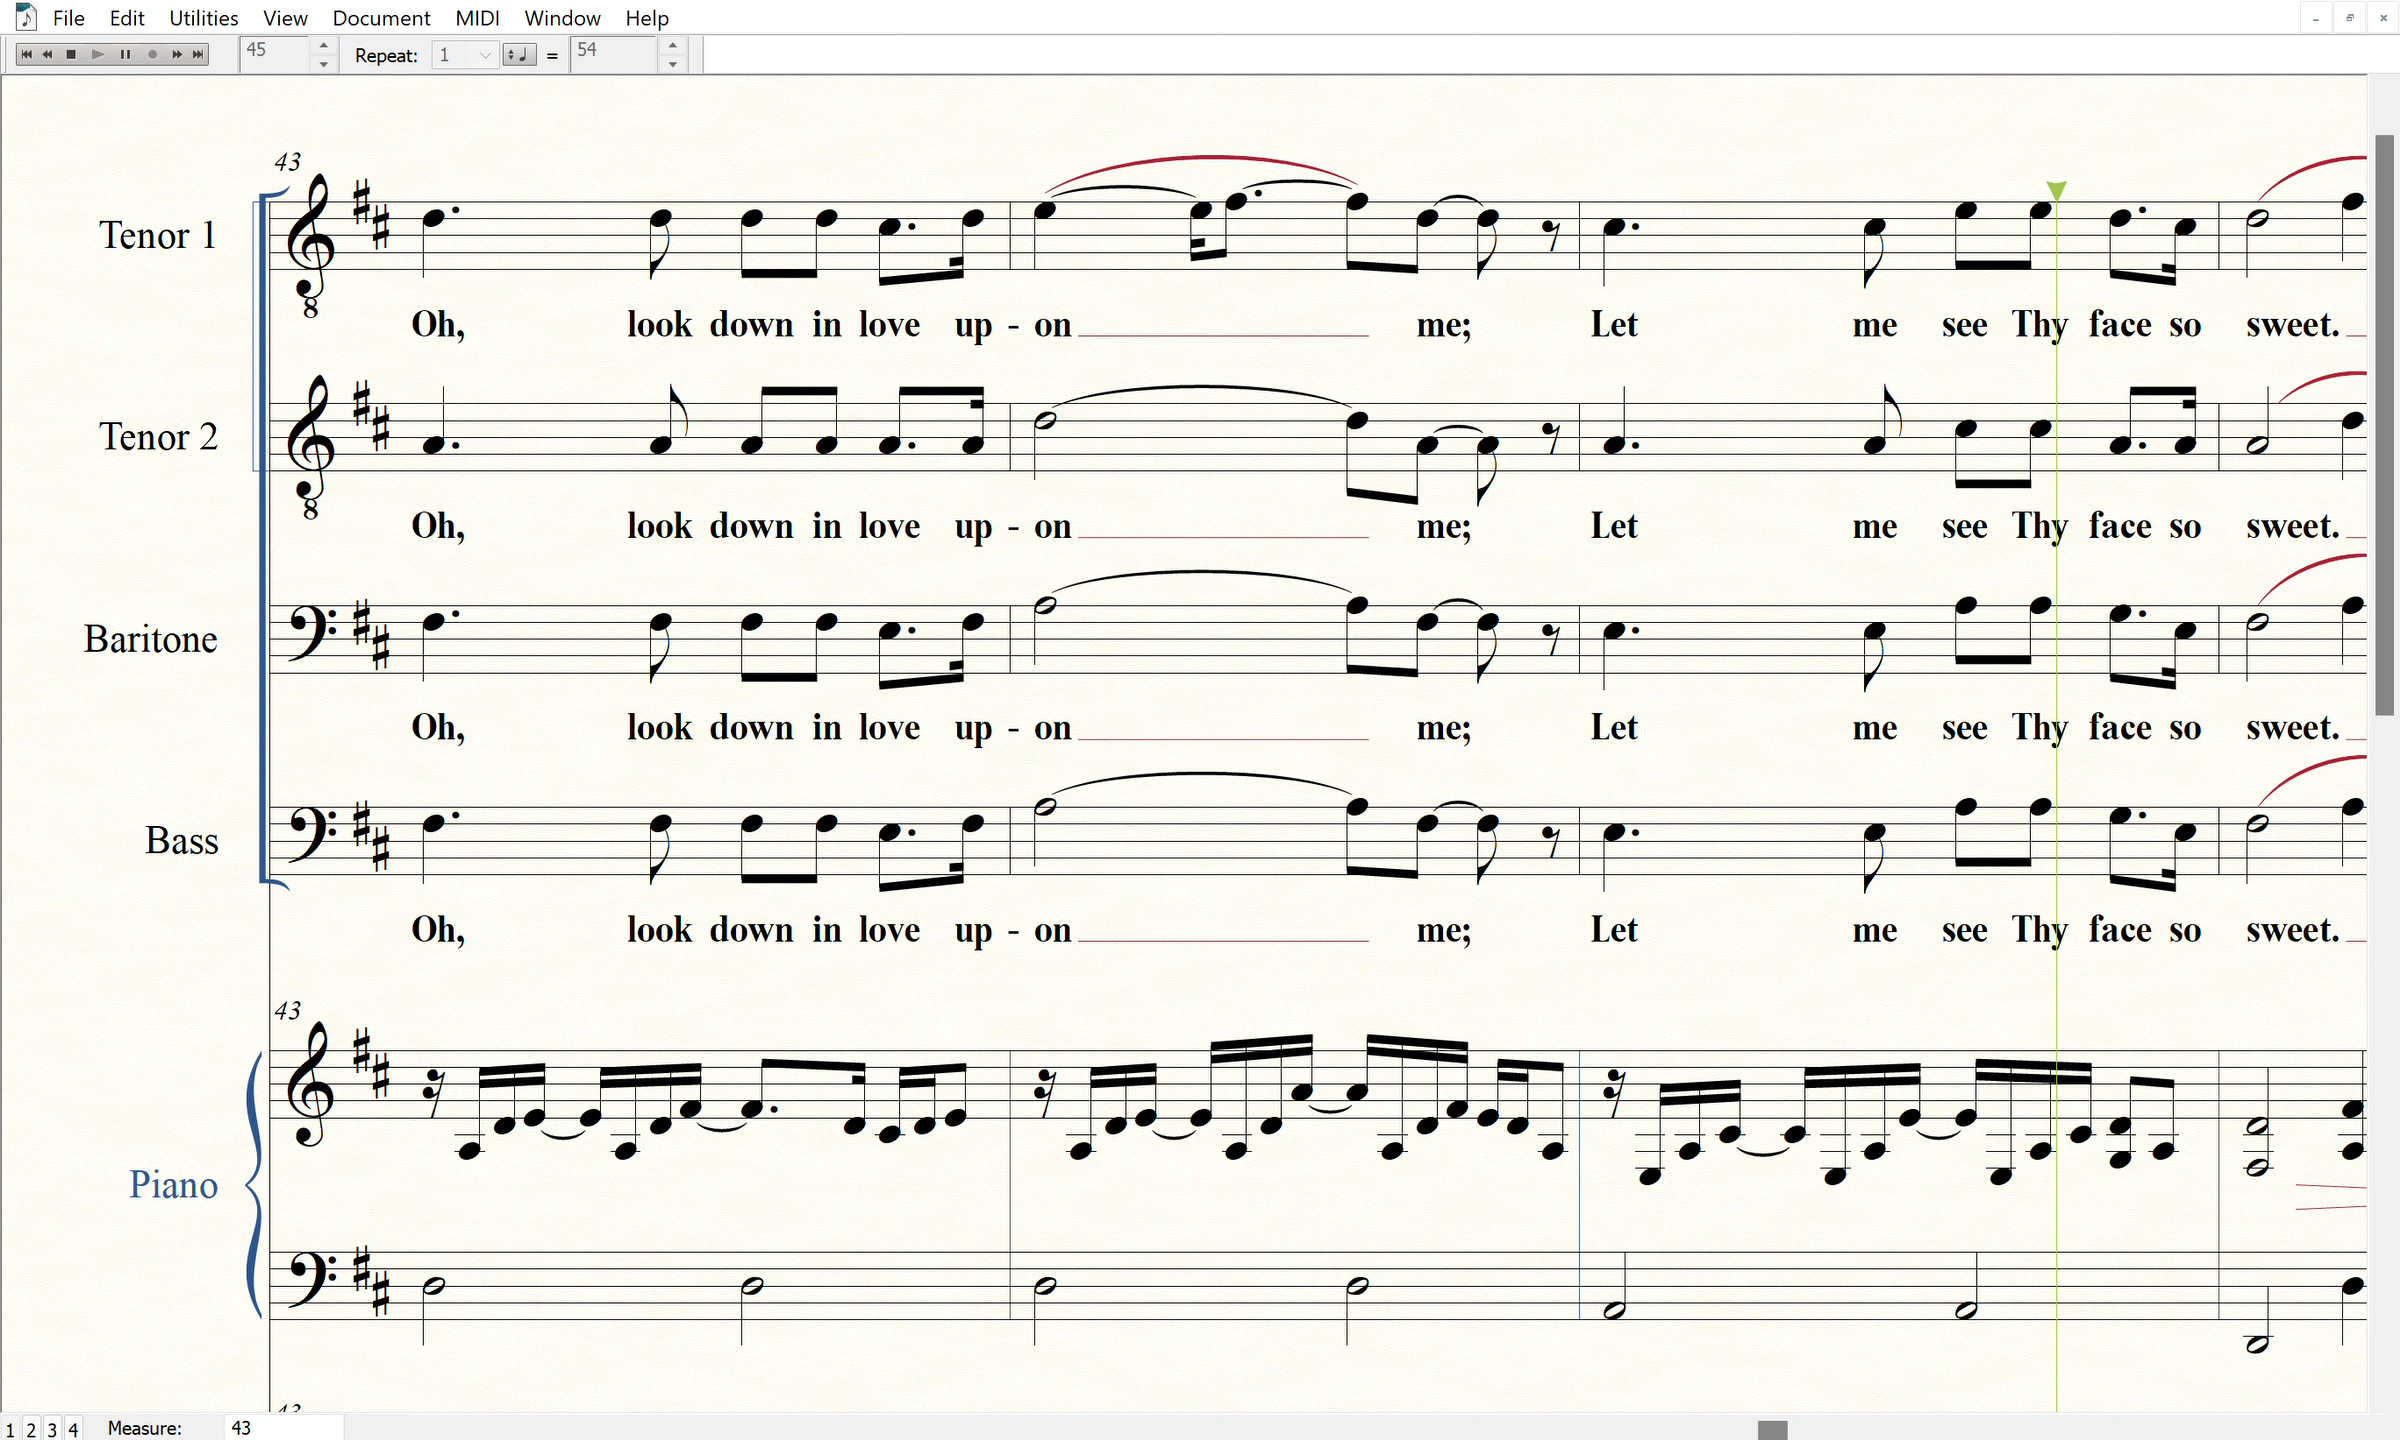 File Edit Utilities View Document MIDI Window Help
45 Repeat: 1 = 54
43
Tenor 1
8
Oh, look down in love up - on me; Let me see Thy face so sweet.
Tenor 2
8
Oh, look down in love up - on me; Let me see Thy face so sweet.
Baritone
Oh, look down in love up - on me; Let me see Thy face so sweet.
Bass
Oh, look down in love up - on me; Let me see Thy face so sweet.
43
Piano
43
1 2 3 4 Measure: 43